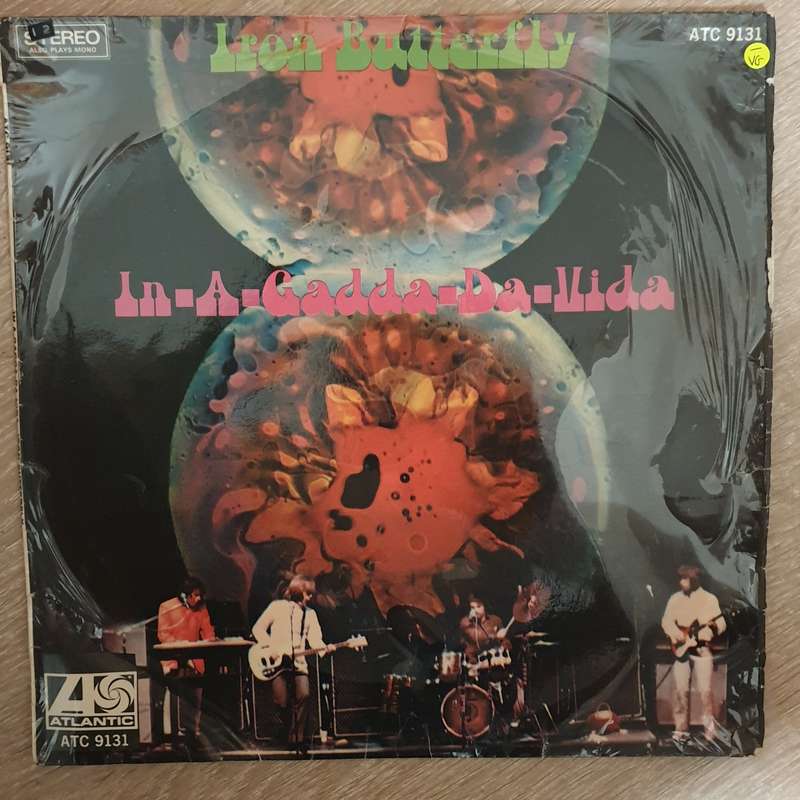 STEREO
ALSO PLAYS MONO
Iron Butterfly
ATC 9131
VG
In-A-Gadda-Da-Vida
ATLANTIC
ATC 9131